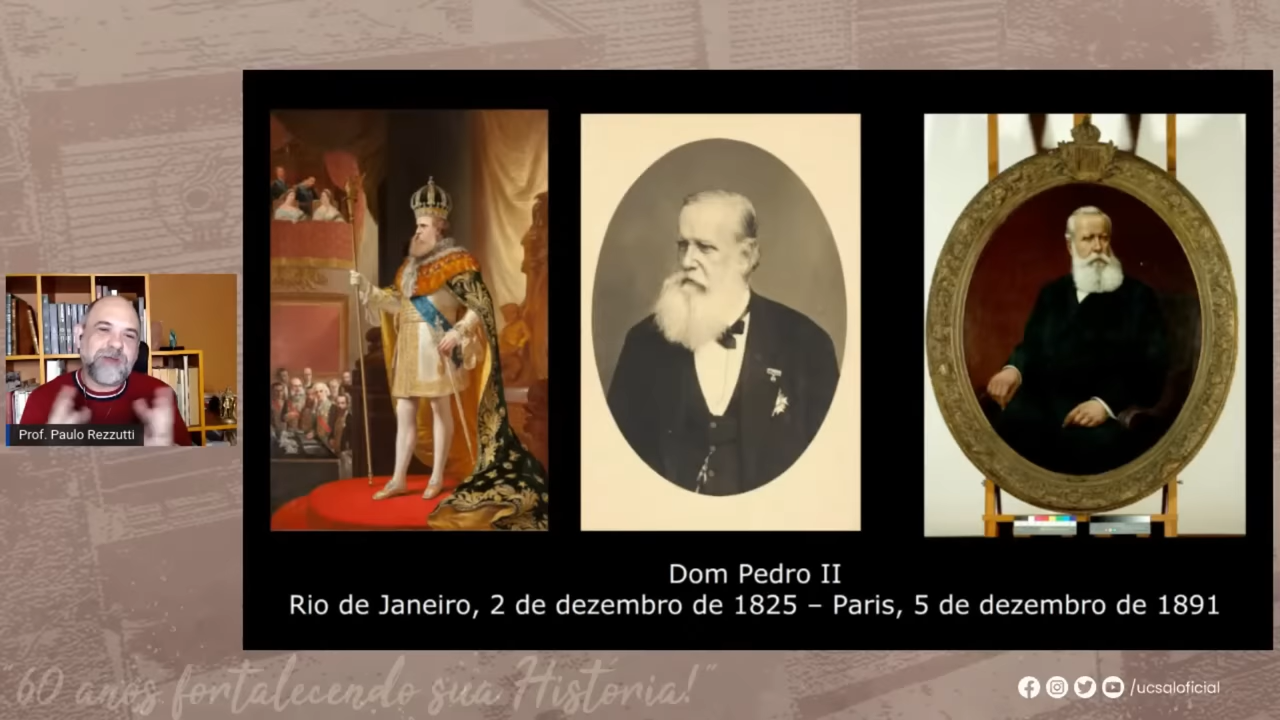 Prof. Paulo Rezzutti
Dom Pedro II
Rio de Janeiro, 2 de dezembro de 1825 – Paris, 5 de dezembro de 1891
"60 anos fortalecendo sua História!"
/ucsaloficial